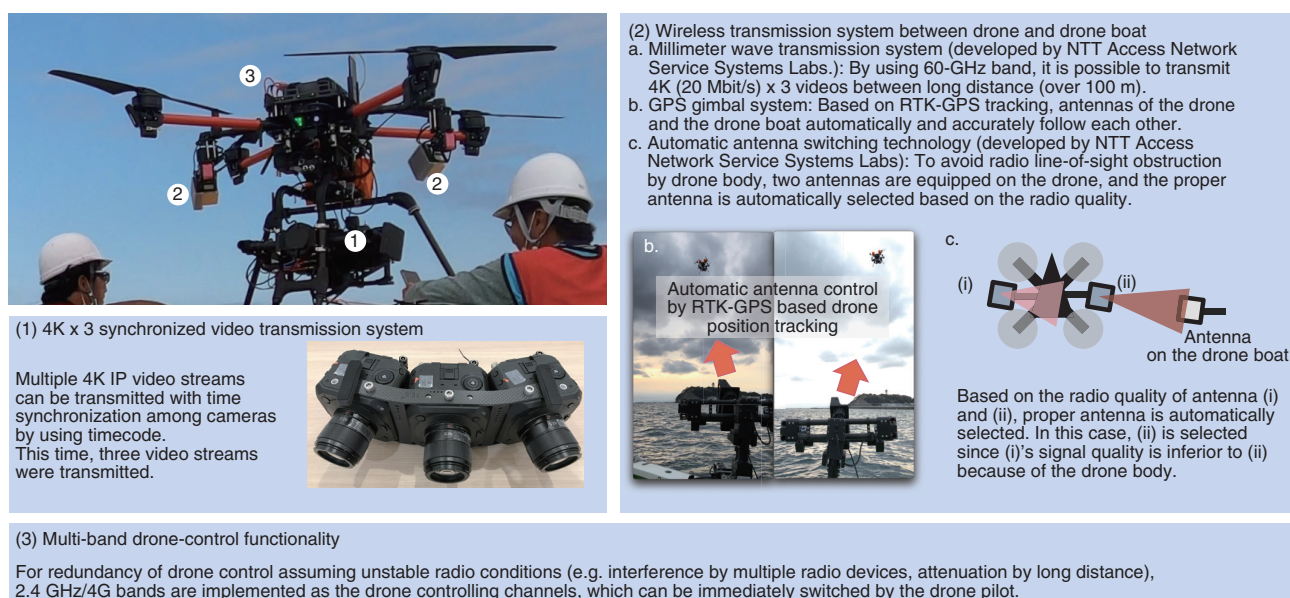 3
2
2
1
(1) 4K x 3 synchronized video transmission system
Multiple 4K IP video streams
can be transmitted with time
synchronization among cameras
by using timecode.
This time, three video streams
were transmitted.
(2) Wireless transmission system between drone and drone boat
a. Millimeter wave transmission system (developed by NTT Access Network
Service Systems Labs.): By using 60-GHz band, it is possible to transmit
4K (20 Mbit/s) x 3 videos between long distance (over 100 m).
b. GPS gimbal system: Based on RTK-GPS tracking, antennas of the drone
and the drone boat automatically and accurately follow each other.
c. Automatic antenna switching technology (developed by NTT Access
Network Service Systems Labs): To avoid radio line-of-sight obstruction
by drone body, two antennas are equipped on the drone, and the proper
antenna is automatically selected based on the radio quality.
b.
Automatic antenna control
by RTK-GPS based drone
position tracking
c.
(i)
(ii)
Antenna
on the drone boat
Based on the radio quality of antenna (i)
and (ii), proper antenna is automatically
selected. In this case, (ii) is selected
since (i)'s signal quality is inferior to (ii)
because of the drone body.
(3) Multi-band drone-control functionality
For redundancy of drone control assuming unstable radio conditions (e.g. interference by multiple radio devices, attenuation by long distance),
2.4 GHz/4G bands are implemented as the drone controlling channels, which can be immediately switched by the drone pilot.